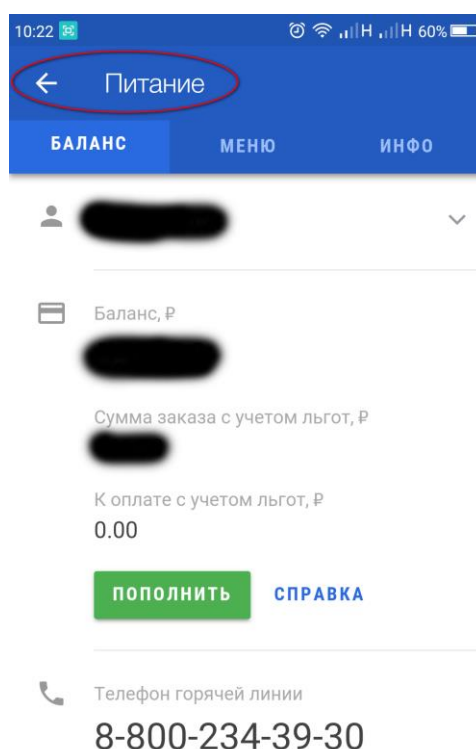 10:22 H H 60%
Питание
БАЛАНС МЕНЮ ИНФО
Баланс, ₽
Сумма заказа с учетом льгот, ₽
К оплате с учетом льгот, ₽
0.00
ПОПОЛНИТЬ СПРАВКА
Телефон горячей линии
8-800-234-39-30